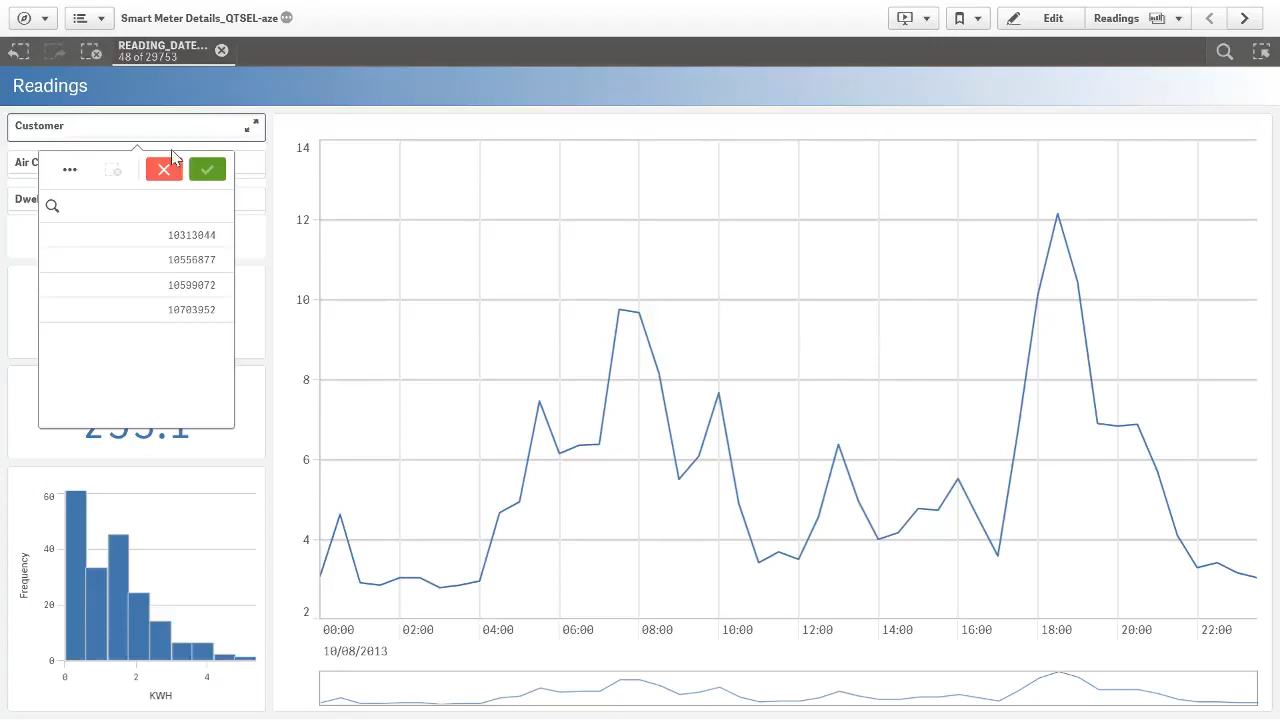 Smart Meter Details_QTSEL-aze
Edit
Readings
READING_DATE...
48 of 29753
Readings
Customer
Air C
Dwel
10313044
10556877
10599072
10703952
60
40
20
0
Frequency
0
2
4
KWH
14
12
10
8
6
4
2
00:00
02:00
04:00
06:00
08:00
10:00
12:00
14:00
16:00
18:00
20:00
22:00
10/08/2013